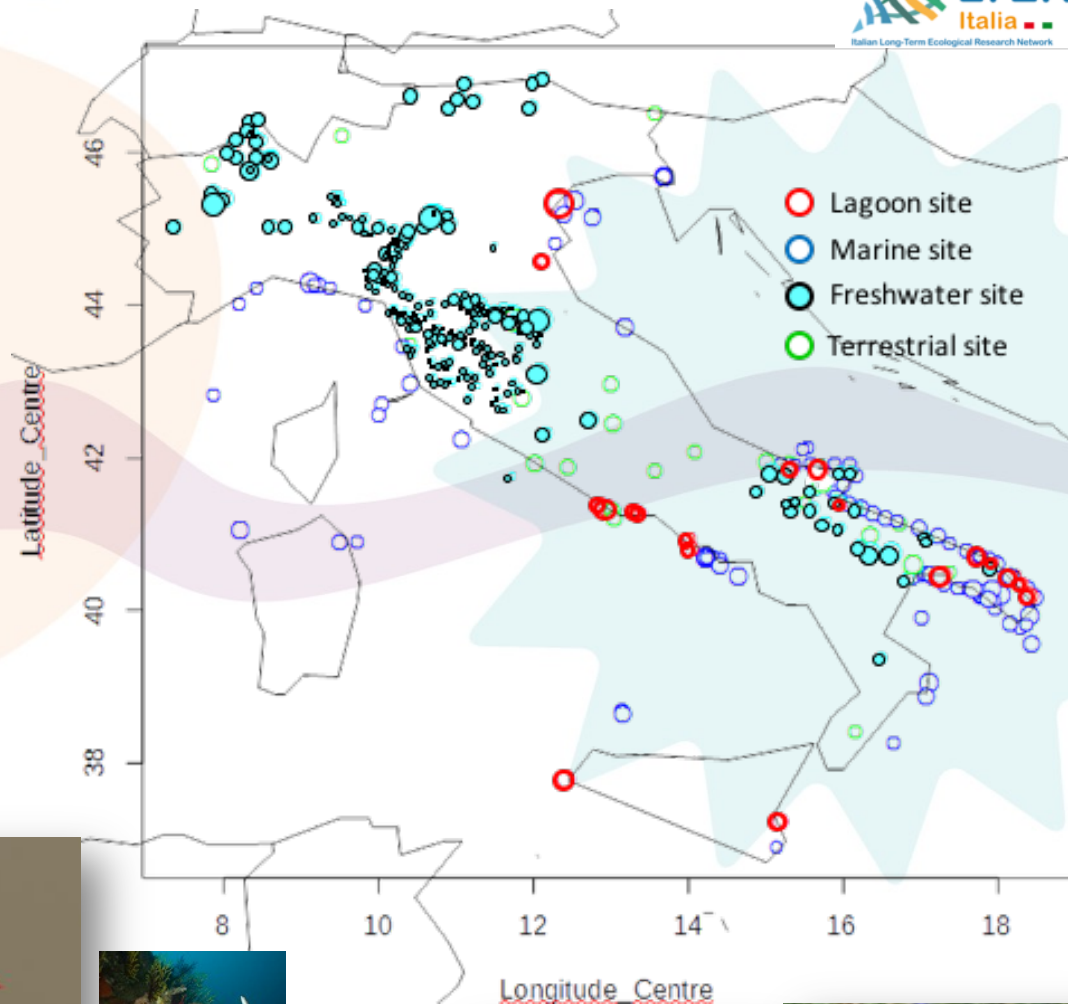 Italia
Italian Long-Term Ecological Research Network
Lagoon site
Marine site
Freshwater site
Terrestrial site
Latitude_Centre
46
44
42
40
38
8
10
12
14
16
18
Longitude_Centre